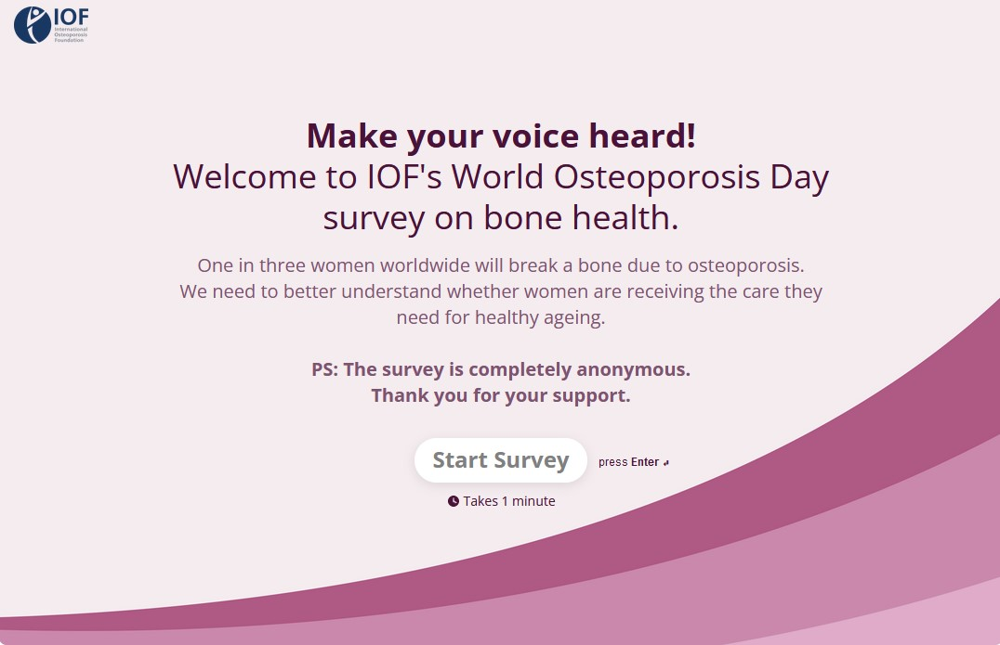 IOF
International
Osteoporosis
Foundation
Make your voice heard!
Welcome to IOF's World Osteoporosis Day
survey on bone health.
One in three women worldwide will break a bone due to osteoporosis.
We need to better understand whether women are receiving the care they
need for healthy ageing.
PS: The survey is completely anonymous.
Thank you for your support.
Start Survey press Enter ↵
Takes 1 minute